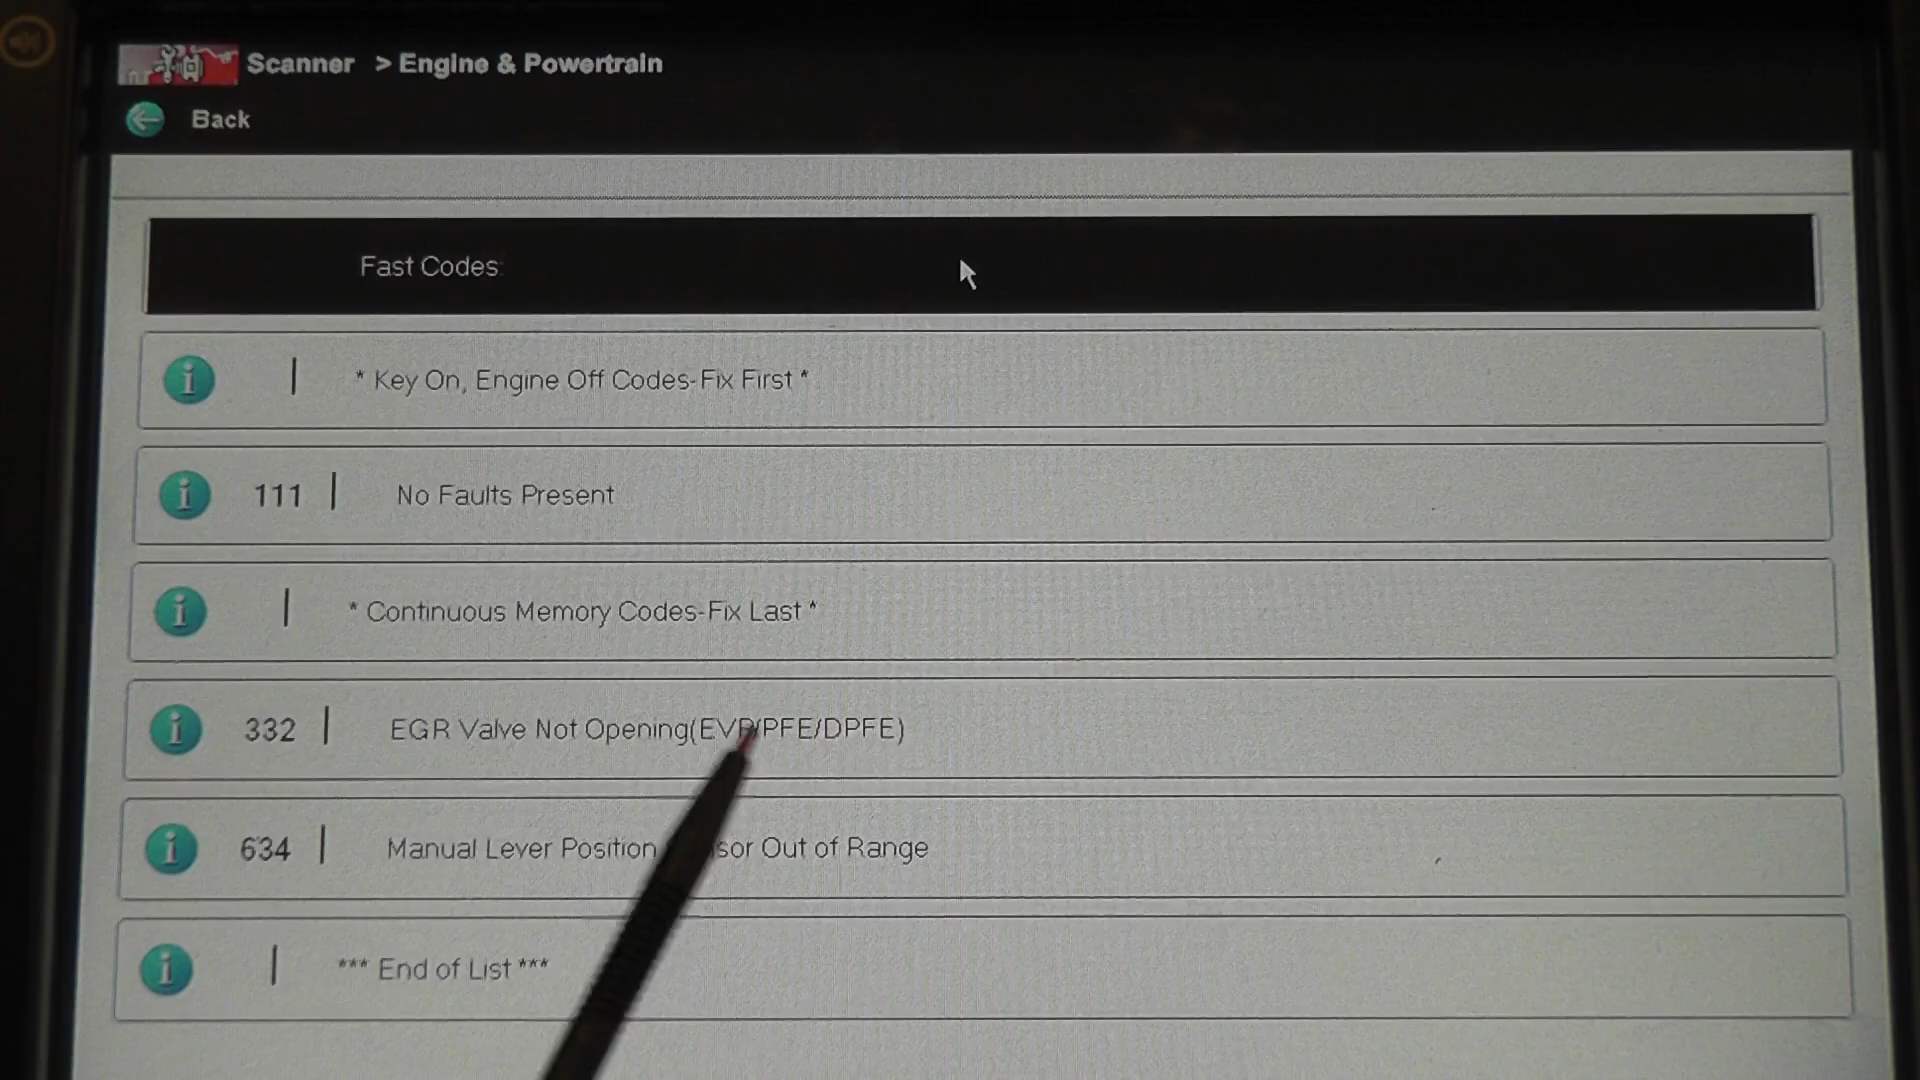 Scanner > Engine & Powertrain
Back
Fast Codes:
| * Key On, Engine Off Codes-Fix First *
111 | No Faults Present
| * Continuous Memory Codes-Fix Last *
332 | EGR Valve Not Opening(EVP/PFE/DPFE)
634 | Manual Lever Position Out of Range
| *** End of List ***